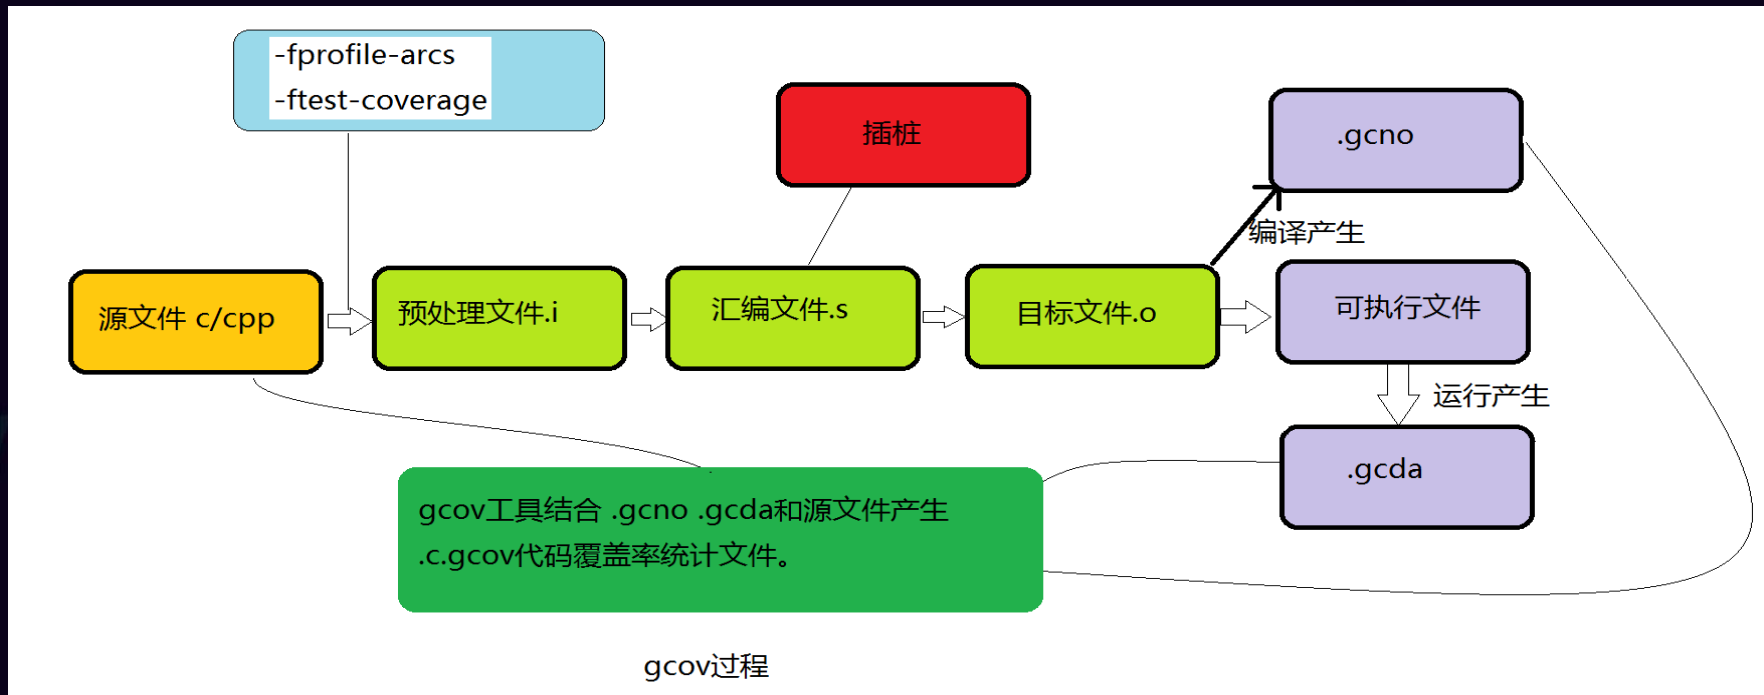 -fprofile-arcs
-ftest-coverage
插桩
.gcno
编译产生
源文件 c/cpp
预处理文件.i
汇编文件.s
目标文件.o
可执行文件
运行产生
.gcda
gcov工具结合 .gcno .gcda和源文件产生
.c.gcov代码覆盖率统计文件。
gcov过程